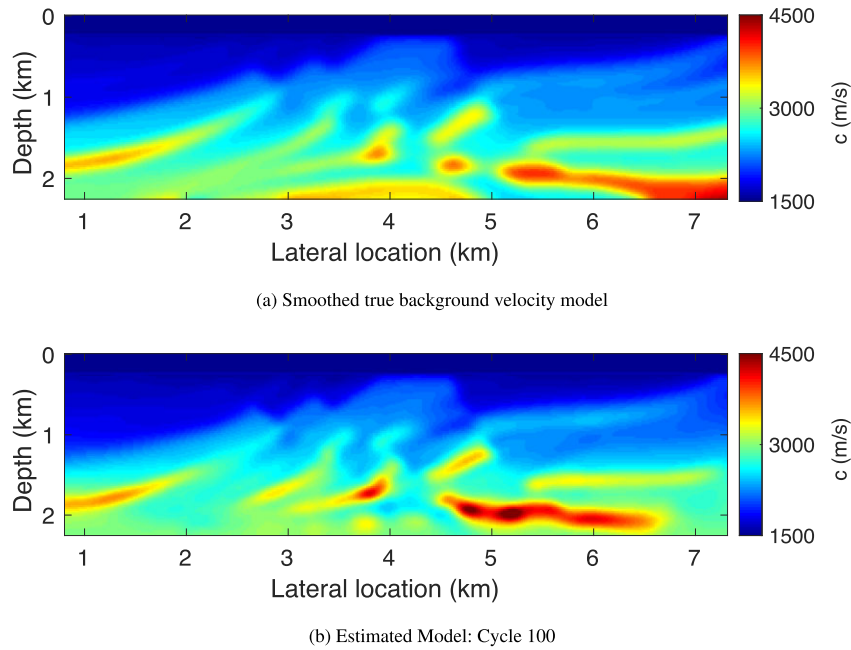 0
1
2
Depth (km)
1 2 3 4 5 6 7
Lateral location (km)
4500
3000
1500
c (m/s)
(a) Smoothed true background velocity model
0
1
2
Depth (km)
1 2 3 4 5 6 7
Lateral location (km)
4500
3000
1500
c (m/s)
(b) Estimated Model: Cycle 100